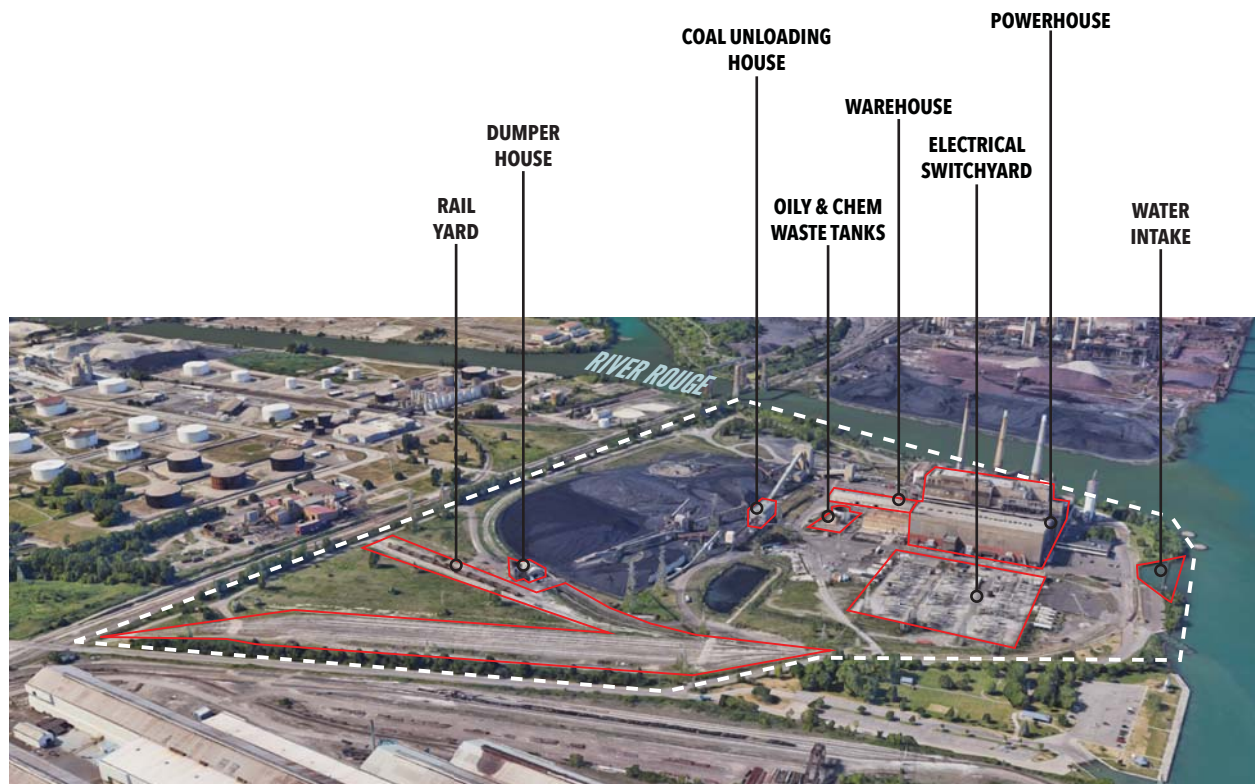 POWERHOUSE
COAL UNLOADING
HOUSE
WAREHOUSE
DUMPER
HOUSE
ELECTRICAL
SWITCHYARD
RAIL
YARD
OILY & CHEM
WASTE TANKS
WATER
INTAKE
RIVER ROUGE